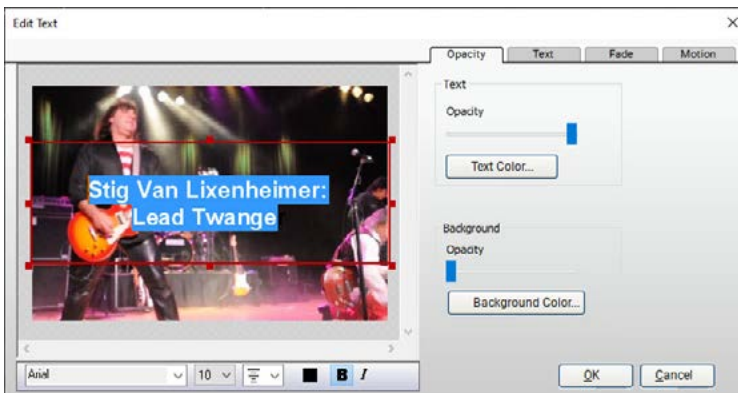 Edit Text
Opacity Text Fade Motion
Text
Opacity
Text Color...
Stig Van Lixenheimer:
Lead Twanger
Background
Opacity
Background Color...
Arial 10 B I
OK Cancel